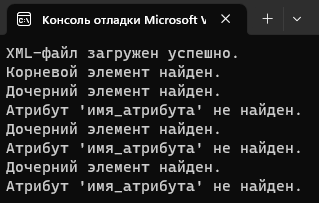 Консоль отладки Microsoft V
XML-файл загружен успешно.
Корневой элемент найден.
Дочерний элемент найден.
Атрибут 'имя_атрибута' не найден.
Дочерний элемент найден.
Атрибут 'имя_атрибута' не найден.
Дочерний элемент найден.
Атрибут 'имя_атрибута' не найден.